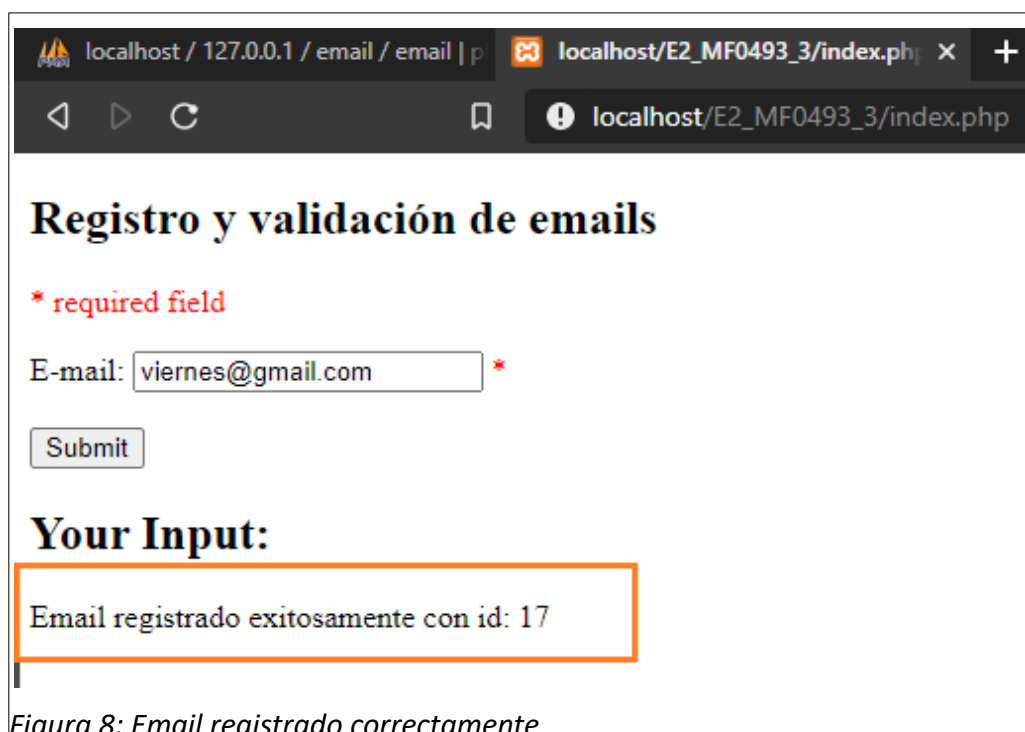 localhost / 127.0.0.1 / email / email | p
localhost/E2_MF0493_3/index.ph
localhost/E2_MF0493_3/index.php
Registro y validación de emails
* required field
E-mail: viernes@gmail.com *
Submit
Your Input:
Email registrado exitosamente con id: 17
Figura 8: Email registrado correctamente